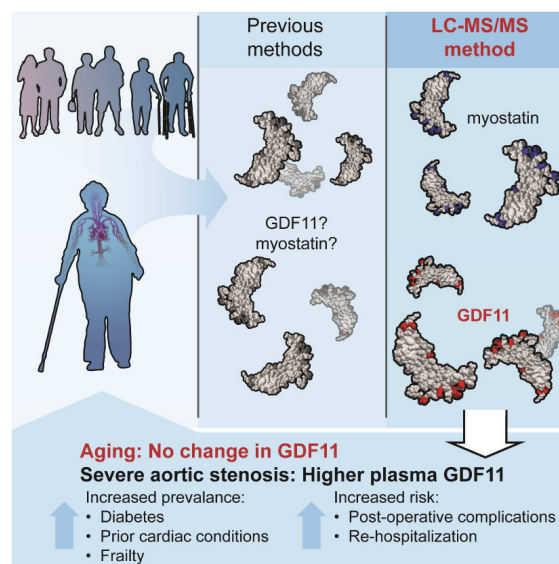 Previous
methods
LC-MS/MS
method
myostatin
GDF11?
myostatin?
GDF11
Aging: No change in GDF11
Severe aortic stenosis: Higher plasma GDF11
Increased prevalence:
• Diabetes
• Prior cardiac conditions
• Frailty
Increased risk:
• Post-operative complications
• Re-hospitalization